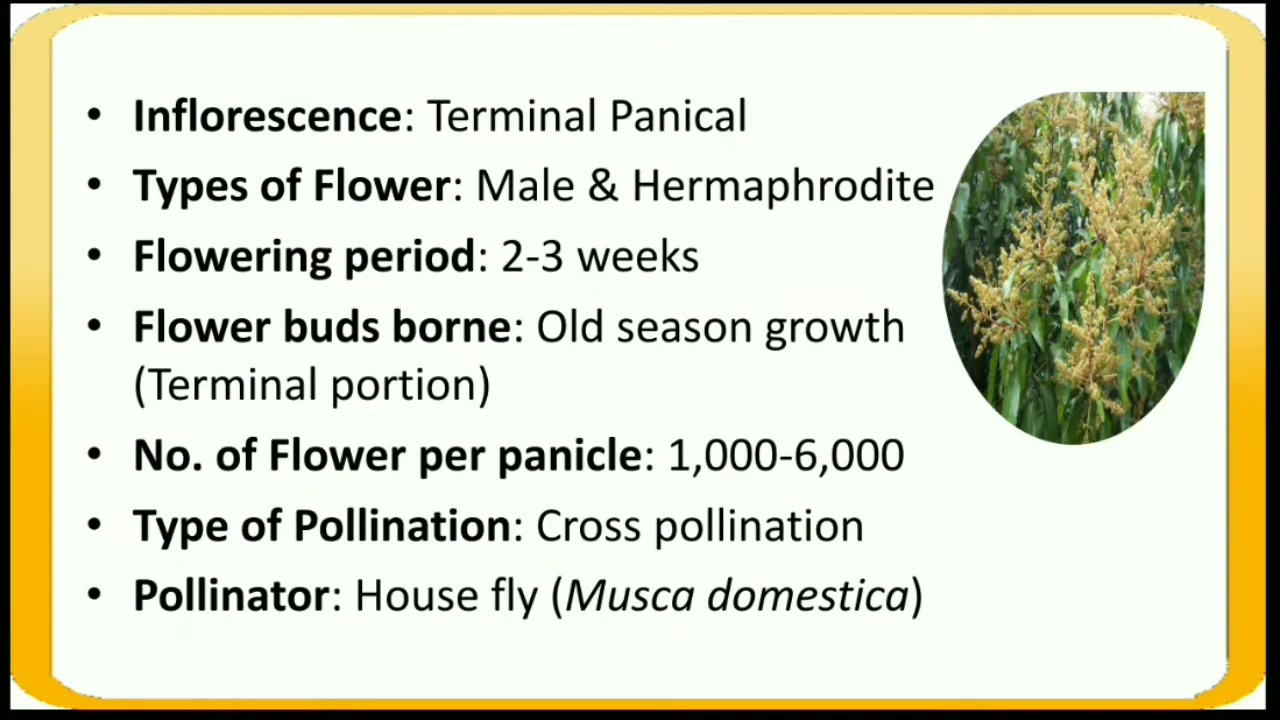 • Inflorescence: Terminal Panical
• Types of Flower: Male & Hermaphrodite
• Flowering period: 2-3 weeks
• Flower buds borne: Old season growth
(Terminal portion)
• No. of Flower per panicle: 1,000-6,000
• Type of Pollination: Cross pollination
• Pollinator: House fly (Musca domestica)